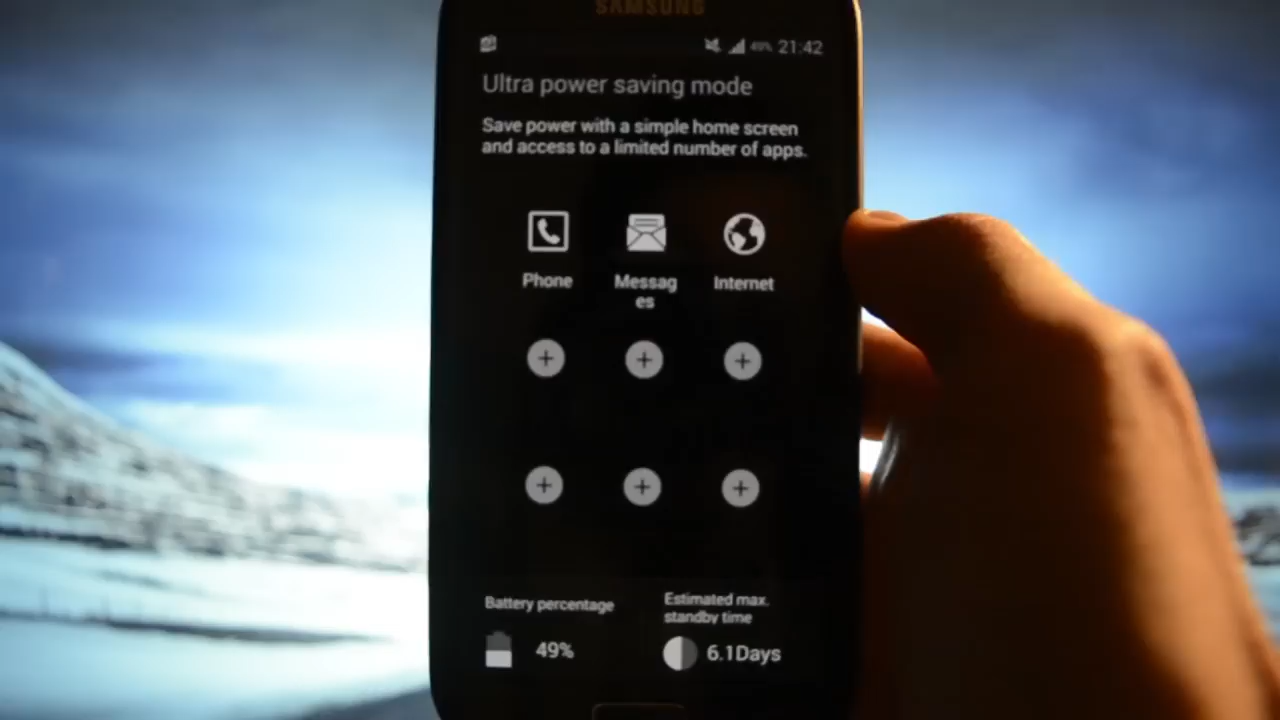 SAMSUNG
49% 21:42
Ultra power saving mode
Save power with a simple home screen
and access to a limited number of apps.
Phone
Messag
es
Internet
Battery percentage
49%
Estimated max.
standby time
6.1Days